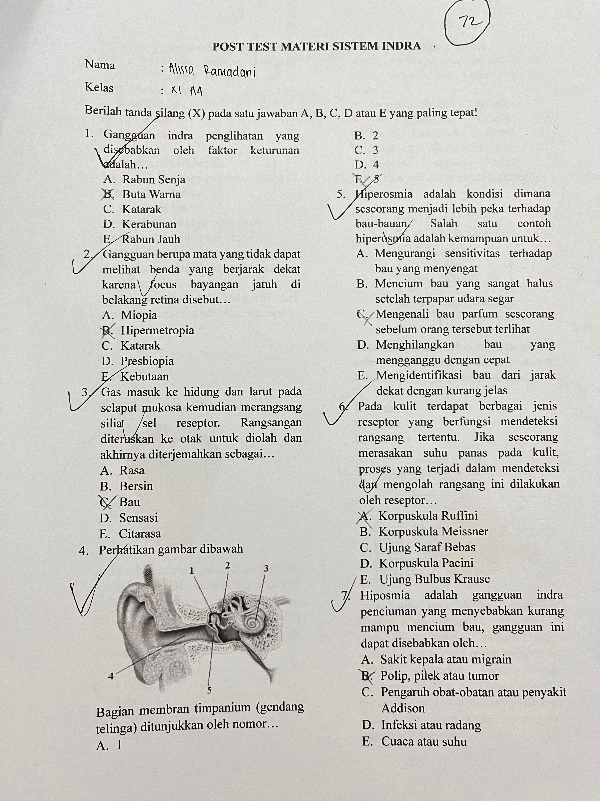 72
POST TEST MATERI SISTEM INDRA
Nama : Alissa Ramadani
Kelas : XI A4
Berilah tanda silang (X) pada satu jawaban A, B, C, D atau E yang paling tepat!
1. Gangguan indra penglihatan yang
disebabkan oleh faktor keturunan
adalah…
A. Rabun Senja
B. Buta Warna
C. Katarak
D. Kerabunan
E. Rabun Jauh
2. Gangguan berupa mata yang tidak dapat
melihat benda yang berjarak dekat
karena focus bayangan jatuh di
belakang retina disebut…
A. Miopia
B. Hipermetropia
C. Katarak
D. Presbiopia
E. Kebutaan
3. Gas masuk ke hidung dan larut pada
selaput mukosa kemudian merangsang
silia sel reseptor. Rangsangan
diteruskan ke otak untuk diolah dan
akhirnya diterjemahkan sebagai…
A. Rasa
B. Bersin
C. Bau
D. Sensasi
E. Citarasa
4. Perhatikan gambar dibawah
1
2
3
4
5
Bagian membran timpanium (gendang
telinga) ditunjukkan oleh nomor…
A. 1
B. 2
C. 3
D. 4
E. 5
5. Hiperosmia adalah kondisi dimana
seseorang menjadi lebih peka terhadap
bau-bauan. Salah satu contoh
hiperosmia adalah kemampuan untuk…
A. Mengurangi sensitivitas terhadap
bau yang menyengat
B. Mencium bau yang sangat halus
setelah terpapar udara segar
C. Mengenali bau parfum seseorang
sebelum orang tersebut terlihat
D. Menghilangkan bau yang
mengganggu dengan cepat
E. Mengidentifikasi bau dari jarak
dekat dengan kurang jelas
6. Pada kulit terdapat berbagai jenis
reseptor yang berfungsi mendeteksi
rangsang tertentu. Jika seseorang
merasakan suhu panas pada kulit,
proses yang terjadi dalam mendeteksi
dan mengolah rangsang ini dilakukan
oleh reseptor…
A. Korpuskula Ruffini
B. Korpuskula Meissner
C. Ujung Saraf Bebas
D. Korpuskula Pacini
E. Ujung Bulbus Krause
7. Hiposmia adalah gangguan indra
penciuman yang menyebabkan kurang
mampu mencium bau, gangguan ini
dapat disebabkan oleh…
A. Sakit kepala atau migrain
B. Polip, pilek atau tumor
C. Pengaruh obat-obatan atau penyakit
Addison
D. Infeksi atau radang
E. Cuaca atau suhu